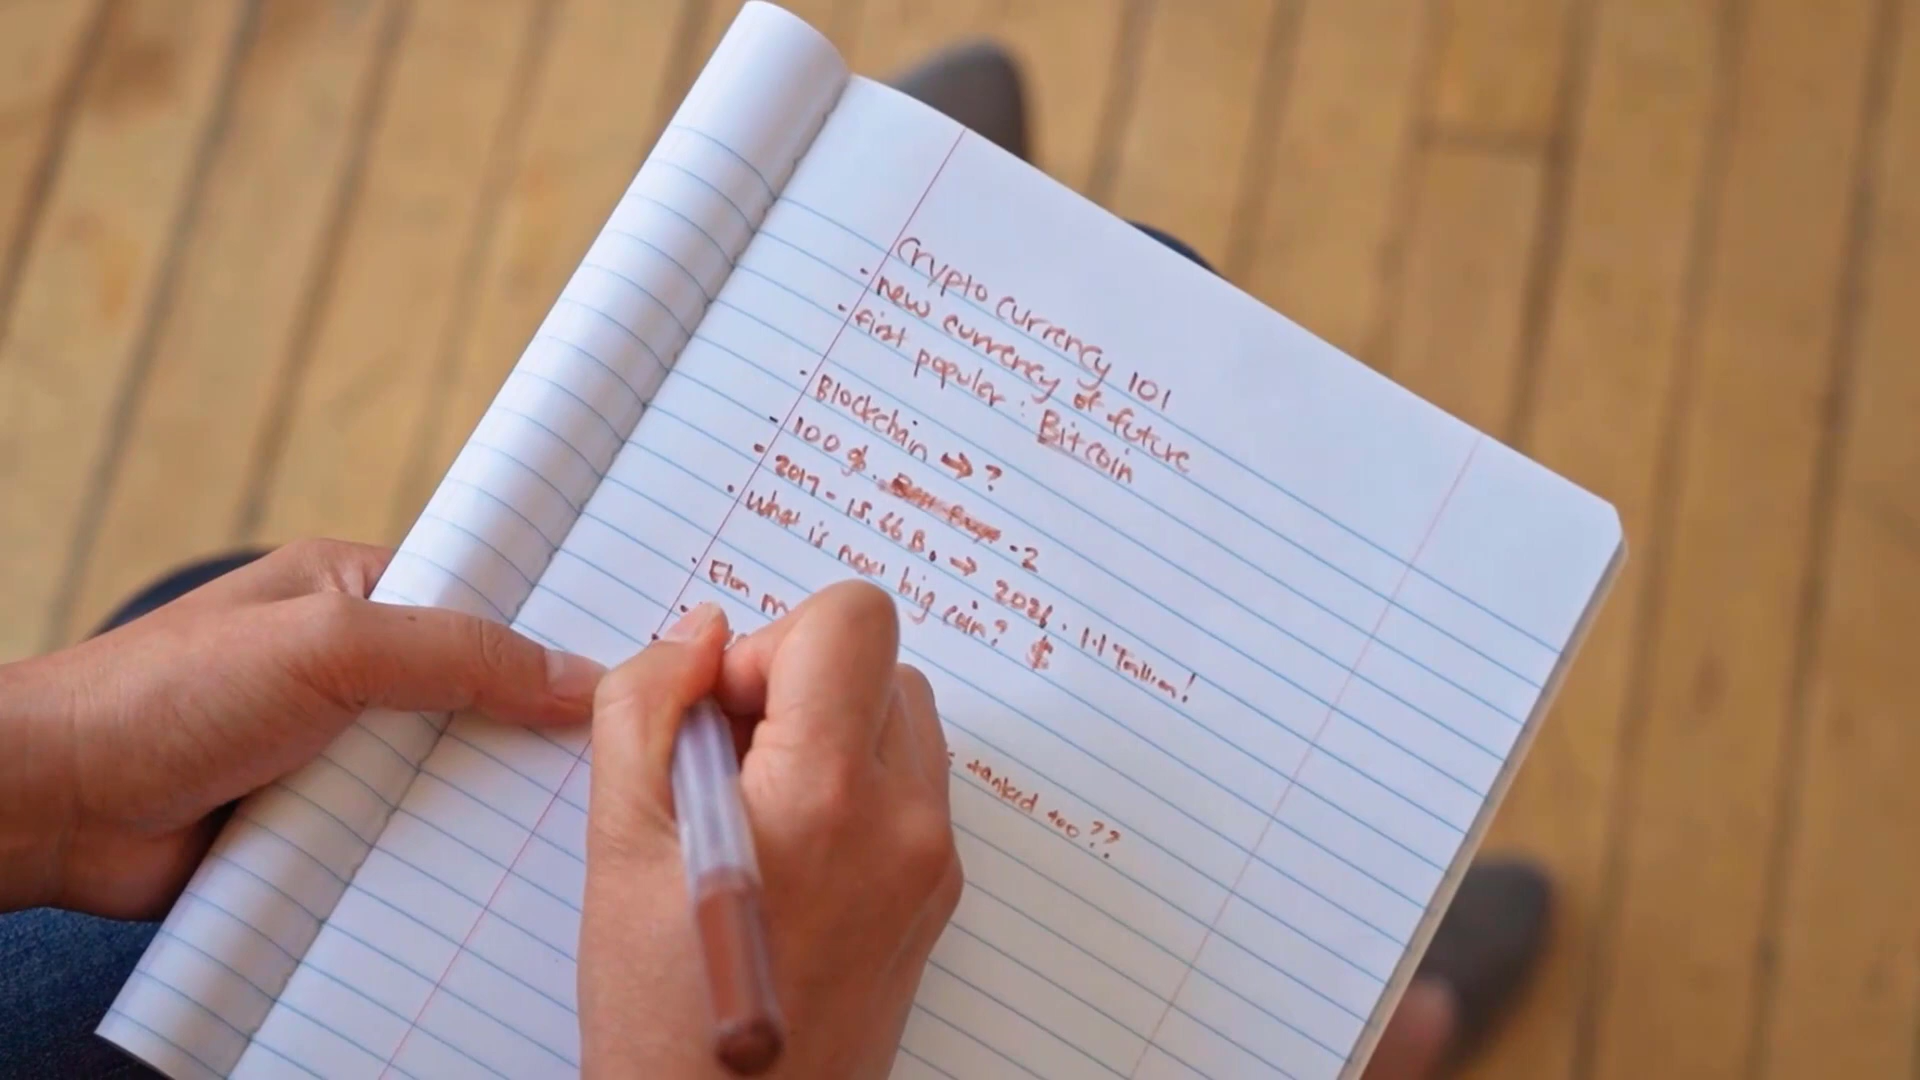 Crypto currency 101
- new currency of future
- first popular : Bitcoin
- Blockchain → ?
- 100 $. - 2
- 2017 - 15.66 B. → 2021. 1.1 Trillion!
- What is next big coin? $
- Elon m
tanked too ??